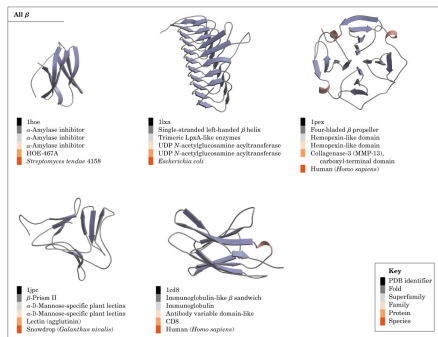 All β
1hoe
α-Amylase inhibitor
α-Amylase inhibitor
α-Amylase inhibitor
HOE-467A
Streptomyces tendae 4158
1lxa
Single-stranded left-handed β helix
Trimeric LpxA-like enzymes
UDP N-acetylglucosamine acyltransferase
UDP N-acetylglucosamine acyltransferase
Escherichia coli
1pex
Four-bladed β propeller
Hemopexin-like domain
Hemopexin-like domain
Collagenase-3 (MMP-13),
carboxyl-terminal domain
Human (Homo sapiens)
1jpc
β-Prism II
α-D-Mannose-specific plant lectins
α-D-Mannose-specific plant lectins
Lectin (agglutinin)
Snowdrop (Galanthus nivalis)
1cd8
Immunoglobulin-like β sandwich
Immunoglobulin
Antibody variable domain-like
CD8
Human (Homo sapiens)
Key
PDB identifier
Fold
Superfamily
Family
Protein
Species